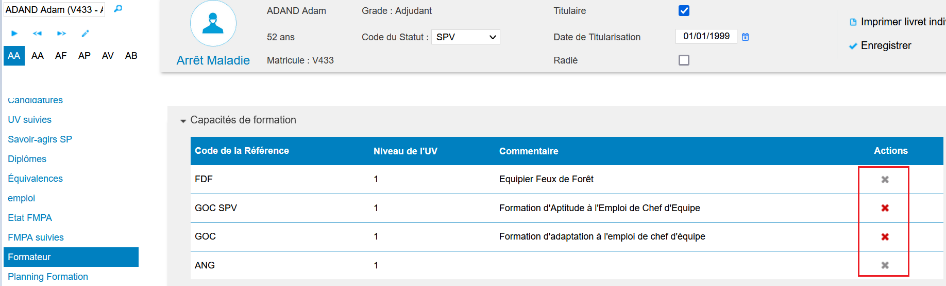 ADAND Adam (V433 - A
AA AA AF AP AV AB
Candidatures
UV suivies
Savoir-agirs SP
Diplômes
Équivalences
emploi
Etat FMPA
FMPA suivies
Formateur
Planning Formation
Arrêt Maladie
ADAND Adam Grade : Adjudant Titulaire
52 ans Code du Statut : SPV Date de Titularisation 01/01/1999
Matricule : V433 Radié
Imprimer livret indi
Enregistrer
Capacités de formation
Code de la Référence Niveau de l'UV Commentaire Actions
FDF 1 Equipier Feux de Forêt
GOC SPV 1 Formation d'Aptitude à l'Emploi de Chef d'Equipe
GOC 1 Formation d'adaptation à l'emploi de chef d'équipe
ANG 1